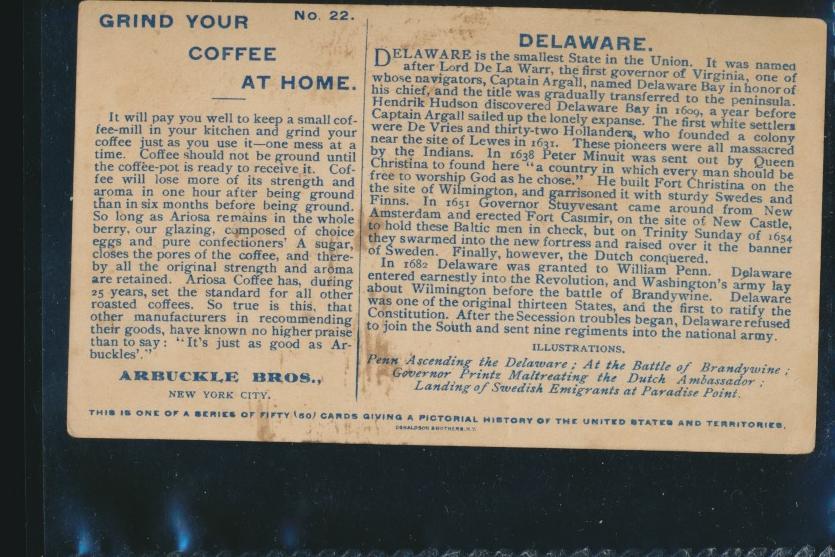 GRIND YOUR
COFFEE
AT HOME.
It will pay you well to keep a small cof-
fee-mill in your kitchen and grind your
coffee just as you use it—one mess at a
time. Coffee should not be ground until
the coffee-pot is ready to receive it. Cof-
fee will lose more of its strength and
aroma in one hour after being ground
than in six months before being ground.
So long as Ariosa remains in the whole
berry, our glazing, composed of choice
eggs and pure confectioners' A sugar,
closes the pores of the coffee, and there-
by all the original strength and aroma
are retained. Ariosa Coffee has, during
25 years, set the standard for all other
roasted coffees. So true is this, that
other manufacturers in recommending
their goods, have known no higher praise
than to say: "It's just as good as Ar-
buckles'."
ARBUCKLE BROS.,
NEW YORK CITY.
No. 22.
DELAWARE.
DELAWARE is the smallest State in the Union. It was named
after Lord De La Warr, the first governor of Virginia, one of
whose navigators, Captain Argall, named Delaware Bay in honor of
his chief, and the title was gradually transferred to the peninsula.
Hendrik Hudson discovered Delaware Bay in 1609, a year before
Captain Argall sailed up the lonely expanse. The first white settlers
were De Vries and thirty-two Hollanders, who founded a colony
near the site of Lewes in 1631. These pioneers were all massacred
by the Indians. In 1638 Peter Minuit was sent out by Queen
Christina to found here "a country in which every man should be
free to worship God as he chose." He built Fort Christina on the
the site of Wilmington, and garrisoned it with sturdy Swedes and
Finns. In 1651 Governor Stuyvesant came around from New
Amsterdam and erected Fort Casimir, on the site of New Castle,
to hold these Baltic men in check, but on Trinity Sunday of 1654
they swarmed into the new fortress and raised over it the banner
of Sweden. Finally, however, the Dutch conquered.
In 1682 Delaware was granted to William Penn. Delaware
entered earnestly into the Revolution, and Washington's army lay
about Wilmington before the battle of Brandywine. Delaware
was one of the original thirteen States, and the first to ratify the
Constitution. After the Secession troubles began, Delaware refused
to join the South and sent nine regiments into the national army.
ILLUSTRATIONS.
Penn Ascending the Delaware; At the Battle of Brandywine;
Governor Printz Maltreating the Dutch Ambassador;
Landing of Swedish Emigrants at Paradise Point.
THIS IS ONE OF A SERIES OF FIFTY (50) CARDS GIVING A PICTORIAL HISTORY OF THE UNITED STATES AND TERRITORIES.
DONALDSON BROTHERS, N.Y.